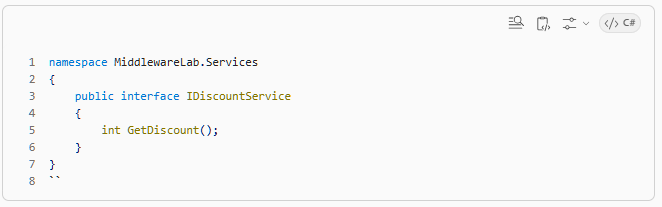 </> C#
1 namespace MiddlewareLab.Services
2 {
3     public interface IDiscountService
4     {
5         int GetDiscount();
6     }
7 }
8 ``